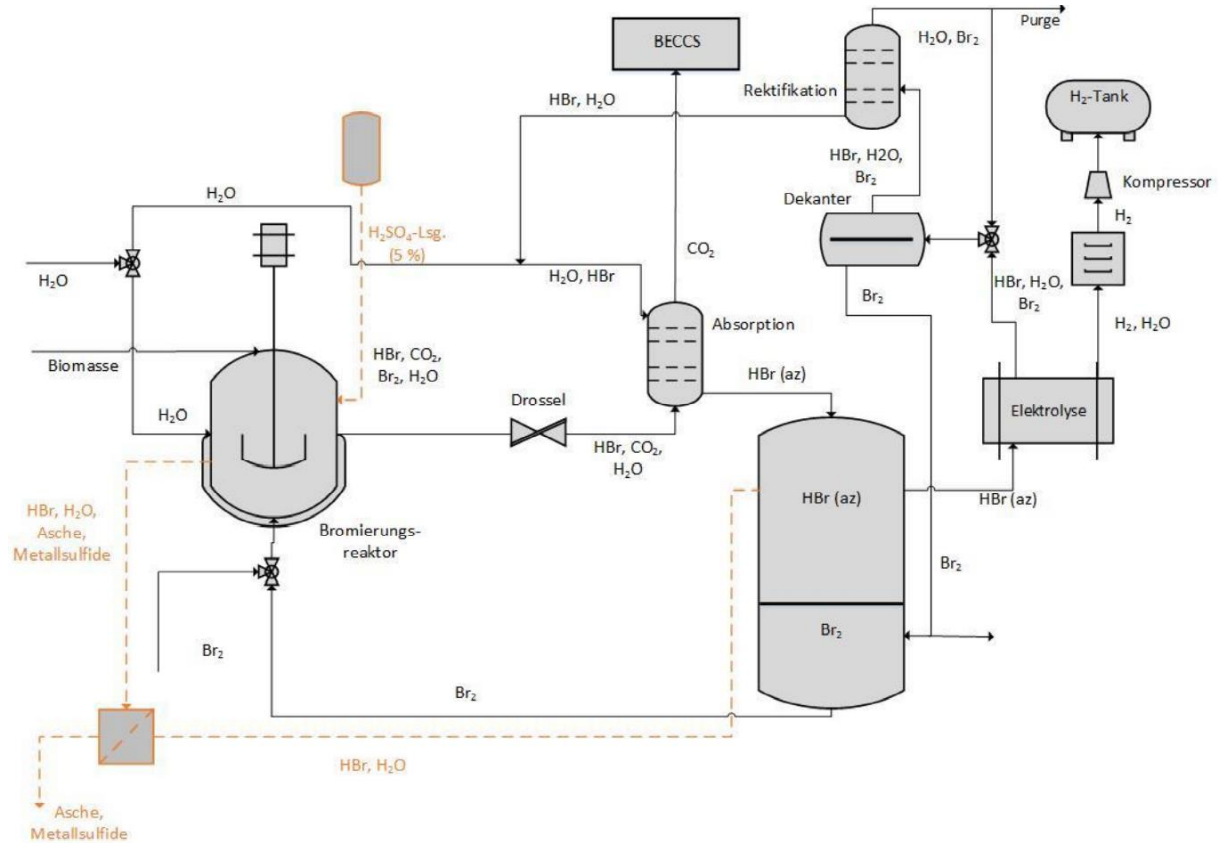 BECCS
H₂O, Br₂
Purge
Rektifikation
HBr, H₂O
H₂-Tank
HBr, H2O,
Br₂
Kompressor
H₂O
Dekanter
H₂
H₂SO₄-Lsg.
(5 %)
CO₂
H₂O
H₂O, HBr
HBr, H₂O,
Br₂
Br₂
H₂, H₂O
Absorption
Biomasse
HBr, CO₂,
Br₂, H₂O
HBr (az)
Drossel
Elektrolyse
H₂O
HBr, CO₂,
H₂O
HBr (az)
HBr (az)
HBr, H₂O,
Asche,
Metallsulfide
Bromierungs-
reaktor
Br₂
Br₂
Br₂
Br₂
HBr, H₂O
Asche,
Metallsulfide